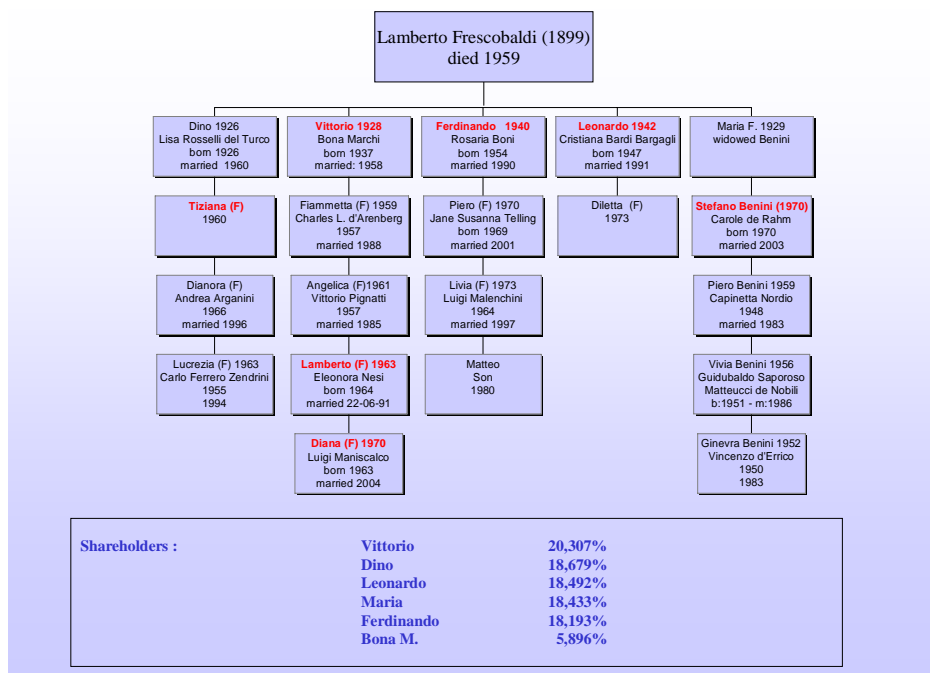 Lamberto Frescobaldi (1899)
died 1959
Dino 1926
Lisa Rosselli del Turco
born 1926
married 1960
Vittorio 1928
Bona Marchi
born 1937
married: 1958
Ferdinando 1940
Rosaria Boni
born 1954
married 1990
Leonardo 1942
Cristiana Bardi Bargagli
born 1947
married 1991
Maria F. 1929
widowed Benini
Tiziana (F)
1960
Fiammetta (F) 1959
Charles L. d'Arenberg
1957
married 1988
Piero (F) 1970
Jane Susanna Telling
born 1969
married 2001
Diletta (F)
1973
Stefano Benini (1970)
Carole de Rahm
born 1970
married 2003
Dianora (F)
Andrea Arganini
1966
married 1996
Angelica (F)1961
Vittorio Pignatti
1957
married 1985
Livia (F) 1973
Luigi Malenchini
1964
married 1997
Piero Benini 1959
Capinetta Nordio
1948
married 1983
Lucrezia (F) 1963
Carlo Ferrero Zendrini
1955
1994
Lamberto (F) 1963
Eleonora Nesi
born 1964
married 22-06-91
Matteo
Son
1980
Vivia Benini 1956
Guidubaldo Saporoso
Matteucci de Nobili
b:1951 - m:1986
Diana (F) 1970
Luigi Maniscalco
born 1963
married 2004
Ginevra Benini 1952
Vincenzo d'Errico
1950
1983
Shareholders : Vittorio 20,307%
Dino 18,679%
Leonardo 18,492%
Maria 18,433%
Ferdinando 18,193%
Bona M. 5,896%